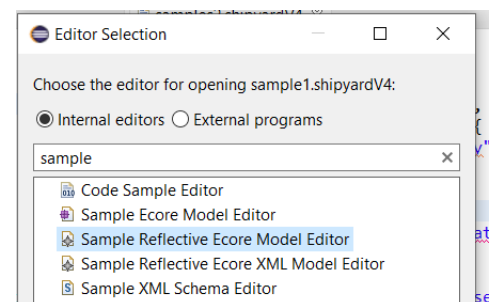 Editor Selection
Choose the editor for opening sample1.shipyardV4:
Internal editors External programs
sample
Code Sample Editor
Sample Ecore Model Editor
Sample Reflective Ecore Model Editor
Sample Reflective Ecore XML Model Editor
Sample XML Schema Editor